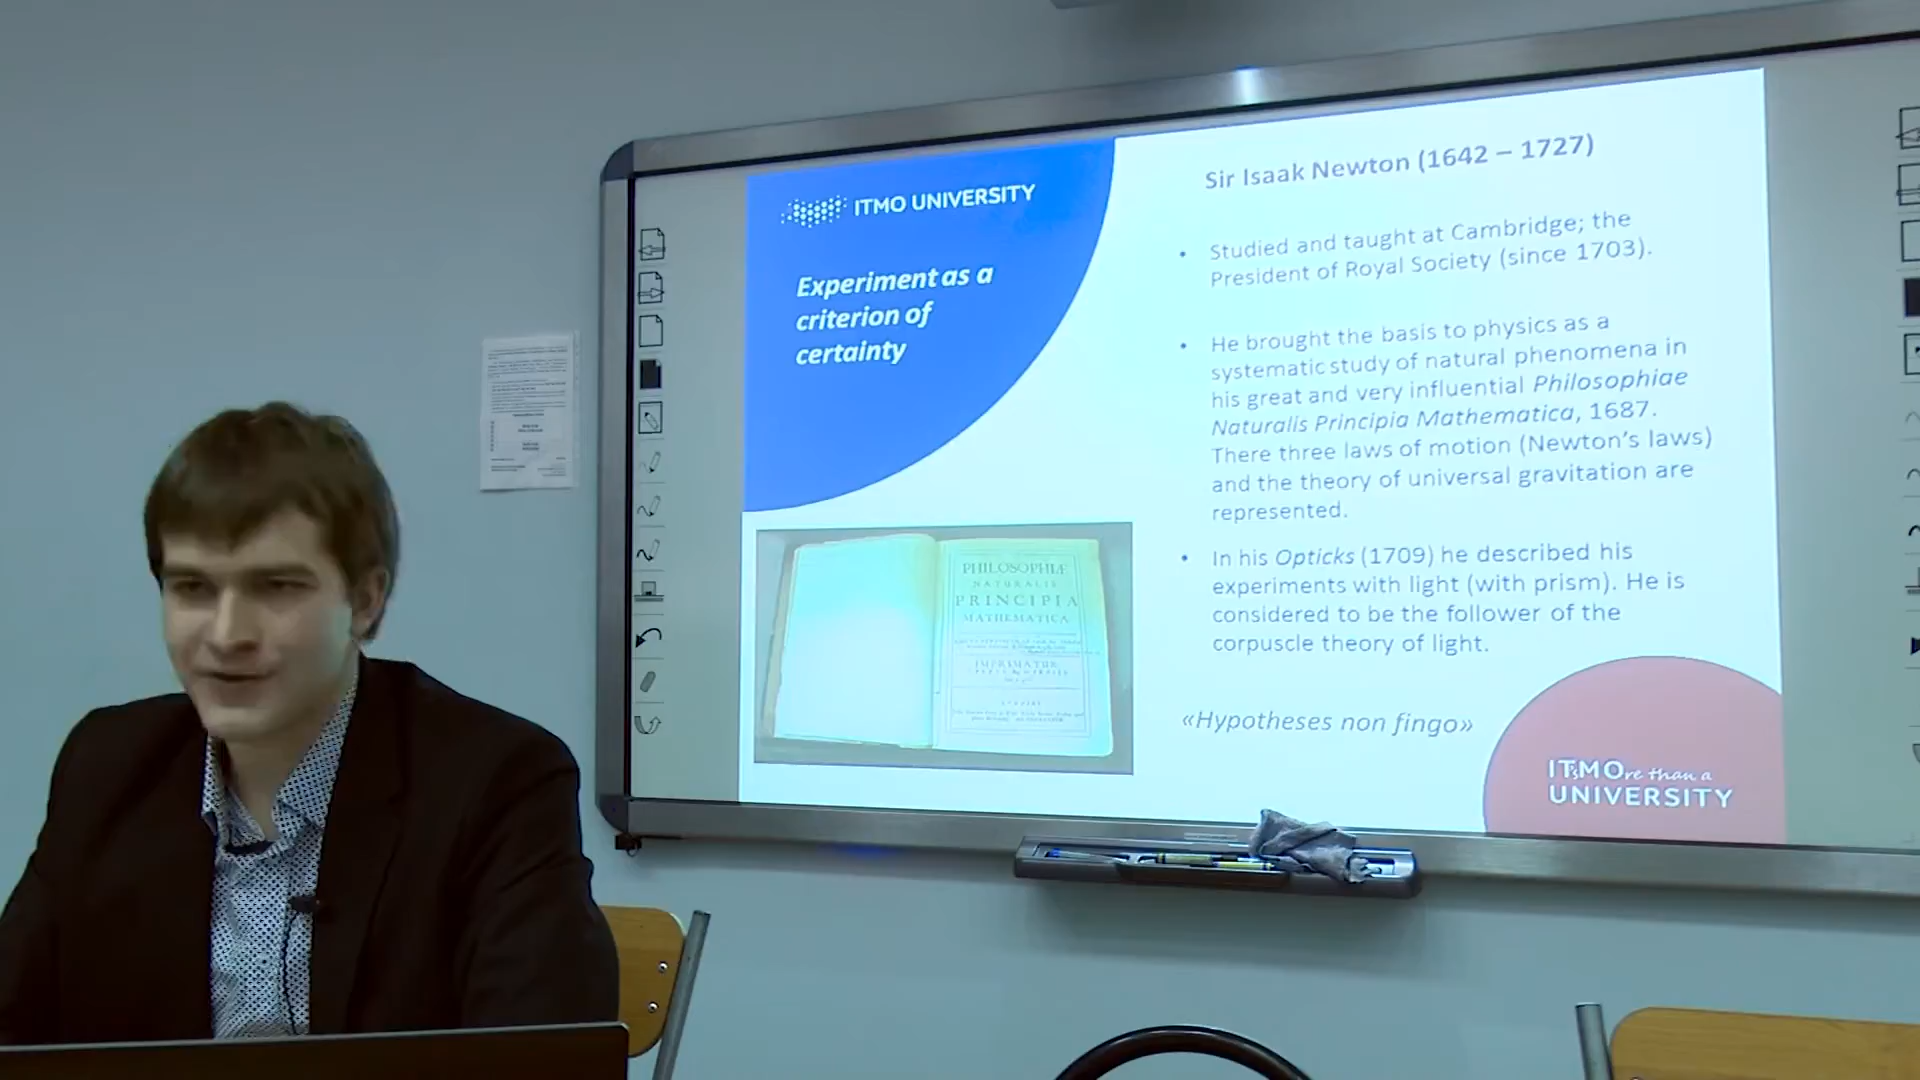 ITMO UNIVERSITY
Experiment as a
criterion of
certainty
Sir Isaak Newton (1642 – 1727)
• Studied and taught at Cambridge; the
President of Royal Society (since 1703).
• He brought the basis to physics as a
systematic study of natural phenomena in
his great and very influential Philosophiae
Naturalis Principia Mathematica, 1687.
There three laws of motion (Newton's laws)
and the theory of universal gravitation are
represented.
• In his Opticks (1709) he described his
experiments with light (with prism). He is
considered to be the follower of the
corpuscle theory of light.
«Hypotheses non fingo»
PHILOSOPHIÆ
NATURALIS
PRINCIPIA
MATHEMATICA
IMPRIMATUR
IT'sMOre than a
UNIVERSITY